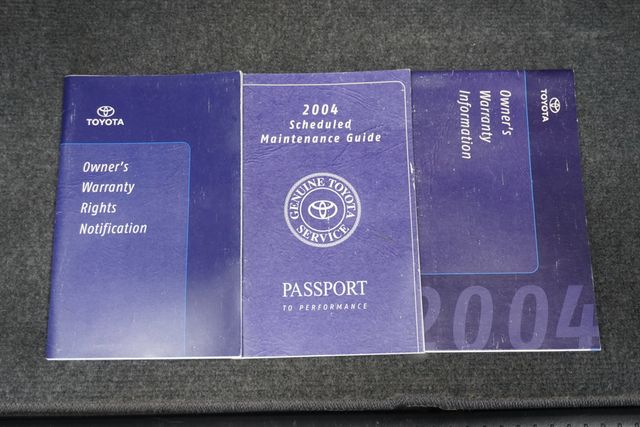 TOYOTA
Owner's
Warranty
Rights
Notification
2004
Scheduled
Maintenance Guide
GENUINE TOYOTA
SERVICE
PASSPORT
TO PERFORMANCE
TOYOTA
Owner's
Warranty
Information
2004